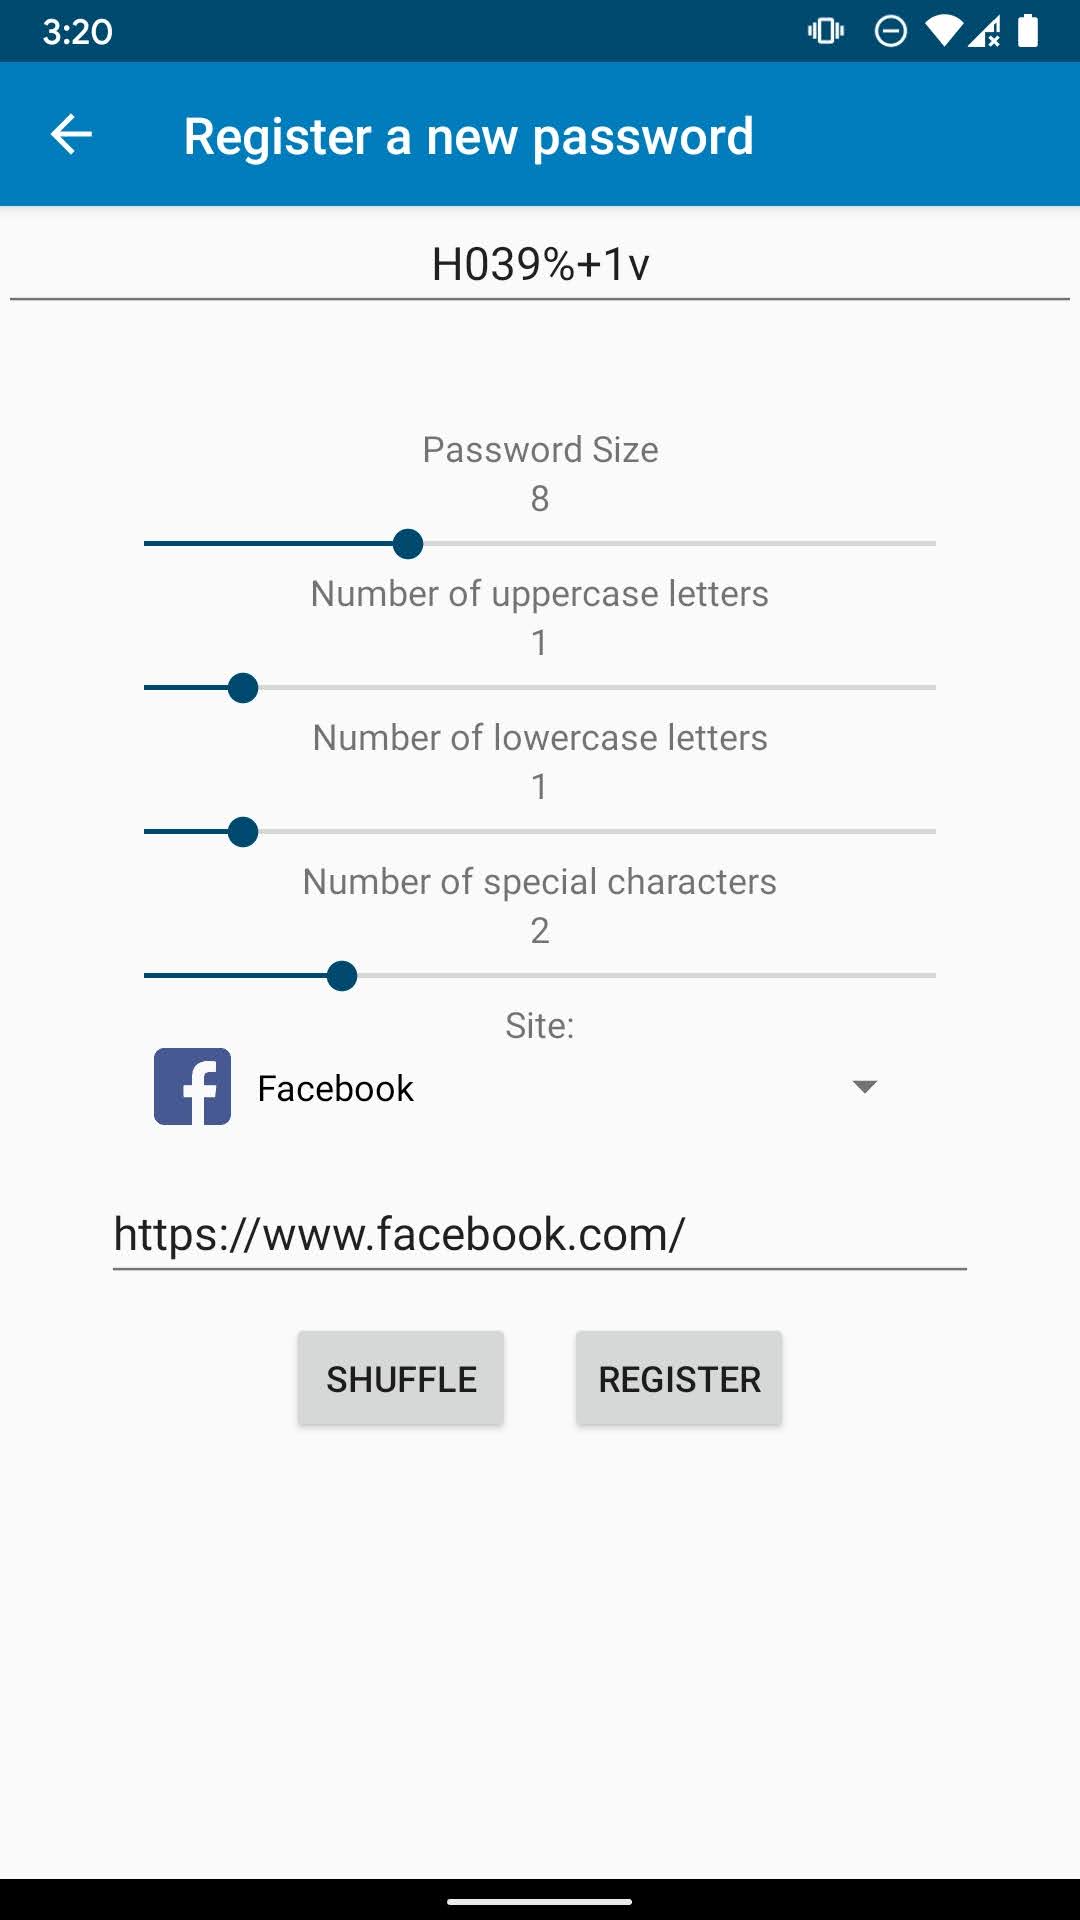 3:20
Register a new password
H039%+1v
Password Size
8
Number of uppercase letters
1
Number of lowercase letters
1
Number of special characters
2
Site:
Facebook
https://www.facebook.com/
SHUFFLE
REGISTER